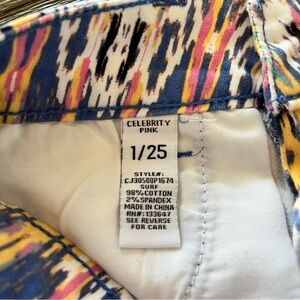 CELEBRITY
PINK
1/25
STYLE#:
CJ30500P1674
SURF
98%COTTON
2%SPANDEX
MADE IN CHINA
RN#:133647
SEE REVERSE
FOR CARE